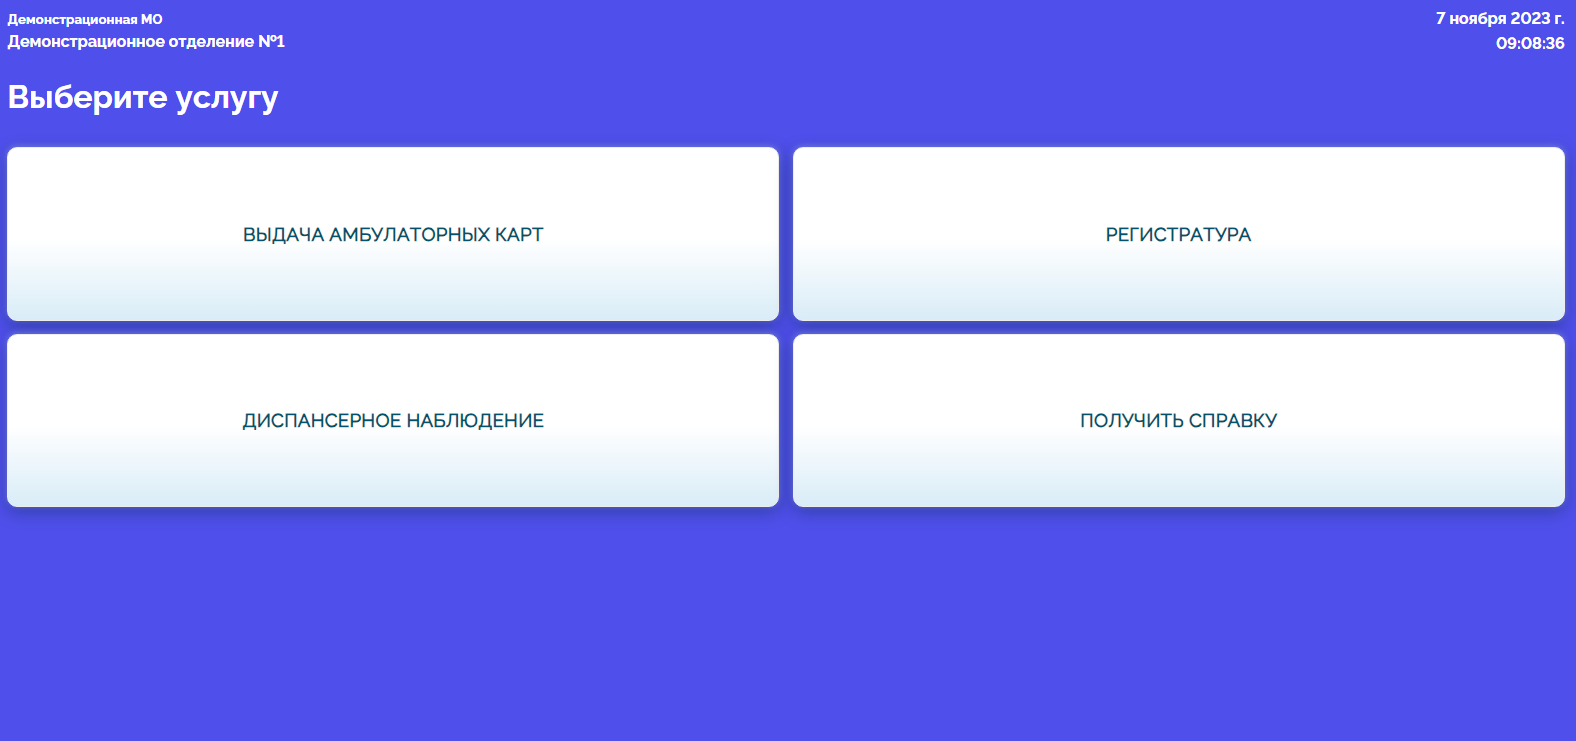 Демонстрационная МО
Демонстрационное отделение №1
7 ноября 2023 г.
09:08:36
Выберите услугу
ВЫДАЧА АМБУЛАТОРНЫХ КАРТ
РЕГИСТРАТУРА
ДИСПАНСЕРНОЕ НАБЛЮДЕНИЕ
ПОЛУЧИТЬ СПРАВКУ